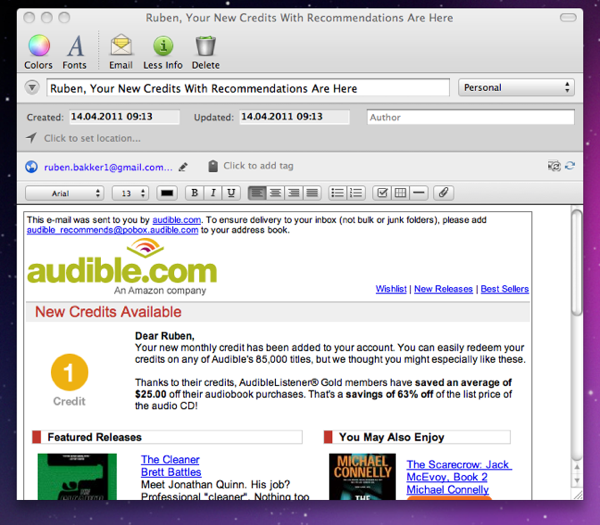 Ruben, Your New Credits With Recommendations Are Here
Colors Fonts Email Less Info Delete
Ruben, Your New Credits With Recommendations Are Here Personal
Created: 14.04.2011 09:13 Updated: 14.04.2011 09:13 Author
Click to set location...
ruben.bakker1@gmail.com... Click to add tag
Arial 13 B I U
This e-mail was sent to you by audible.com. To ensure delivery to your inbox (not bulk or junk folders), please add
audible_recommends@pobox.audible.com to your address book.
audible.com
An Amazon company
Wishlist | New Releases | Best Sellers
New Credits Available
Dear Ruben,
Your new monthly credit has been added to your account. You can easily redeem your
credits on any of Audible's 85,000 titles, but we thought you might especially like these.
1
Credit
Thanks to their credits, AudibleListener® Gold members have saved an average of
$25.00 off their audiobook purchases. That's a savings of 63% off of the list price of
the audio CD!
Featured Releases
The Cleaner
Brett Battles
Meet Jonathan Quinn. His job?
Professional "cleaner". Nothing too
You May Also Enjoy
MICHAEL
CONNELLY
THE
The Scarecrow: Jack
McEvoy, Book 2
Michael Connelly